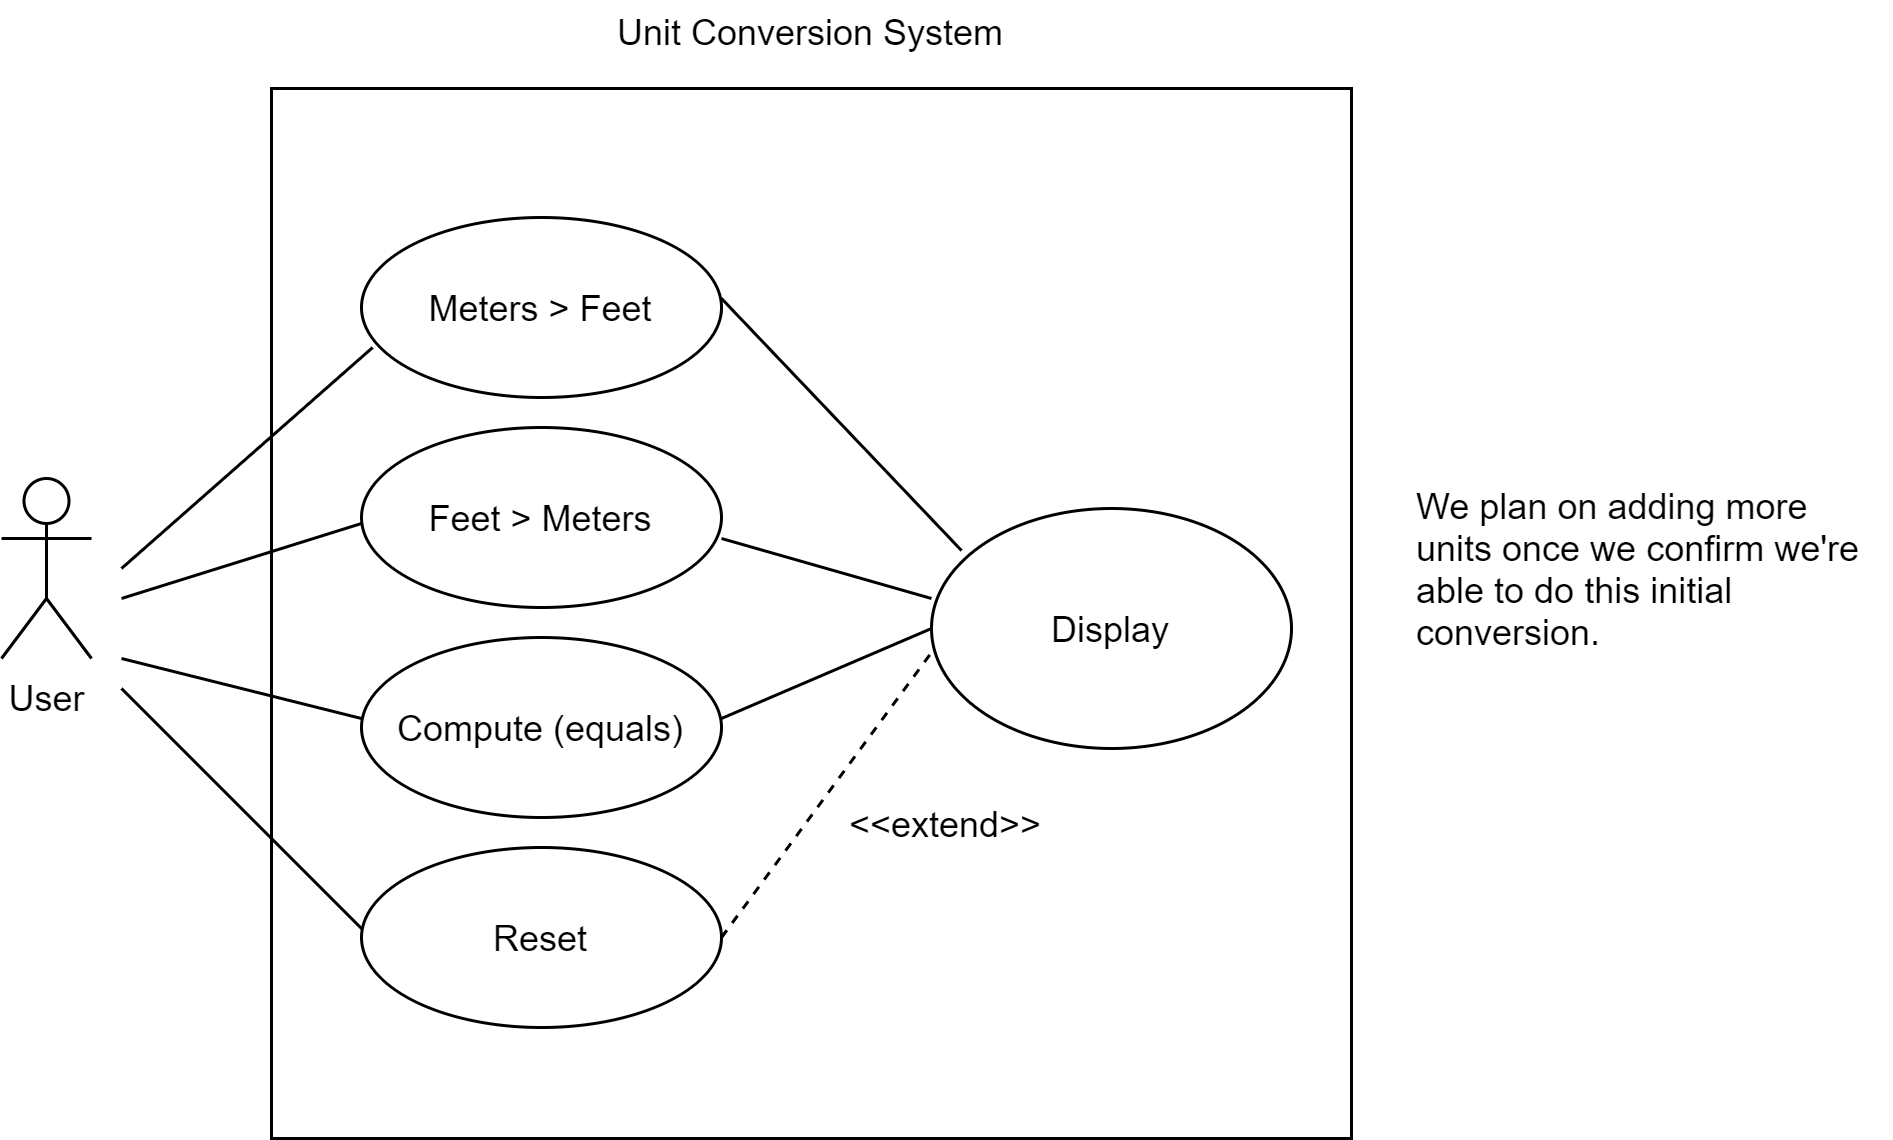 Unit Conversion System
Meters > Feet
Feet > Meters
Compute (equals)
Reset
Display
<<extend>>
User
We plan on adding more
units once we confirm we're
able to do this initial
conversion.